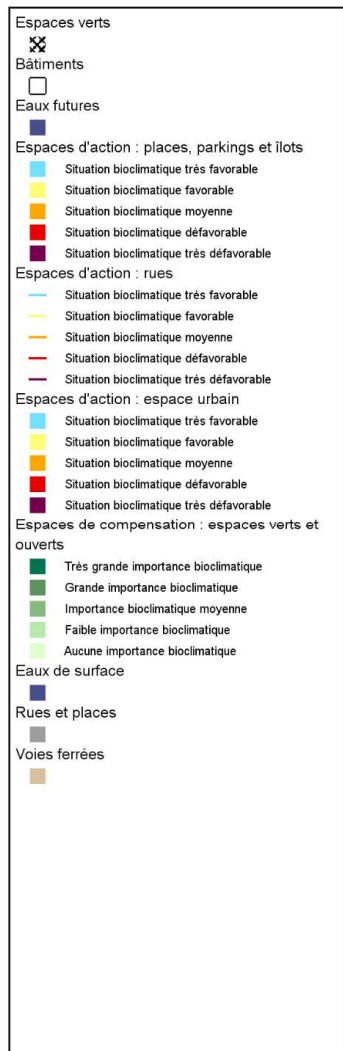 Espaces verts
Bâtiments
Eaux futures
Espaces d'action : places, parkings et îlots
Situation bioclimatique très favorable
Situation bioclimatique favorable
Situation bioclimatique moyenne
Situation bioclimatique défavorable
Situation bioclimatique très défavorable
Espaces d'action : rues
Situation bioclimatique très favorable
Situation bioclimatique favorable
Situation bioclimatique moyenne
Situation bioclimatique défavorable
Situation bioclimatique très défavorable
Espaces d'action : espace urbain
Situation bioclimatique très favorable
Situation bioclimatique favorable
Situation bioclimatique moyenne
Situation bioclimatique défavorable
Situation bioclimatique très défavorable
Espaces de compensation : espaces verts et
ouverts
Très grande importance bioclimatique
Grande importance bioclimatique
Importance bioclimatique moyenne
Faible importance bioclimatique
Aucune importance bioclimatique
Eaux de surface
Rues et places
Voies ferrées